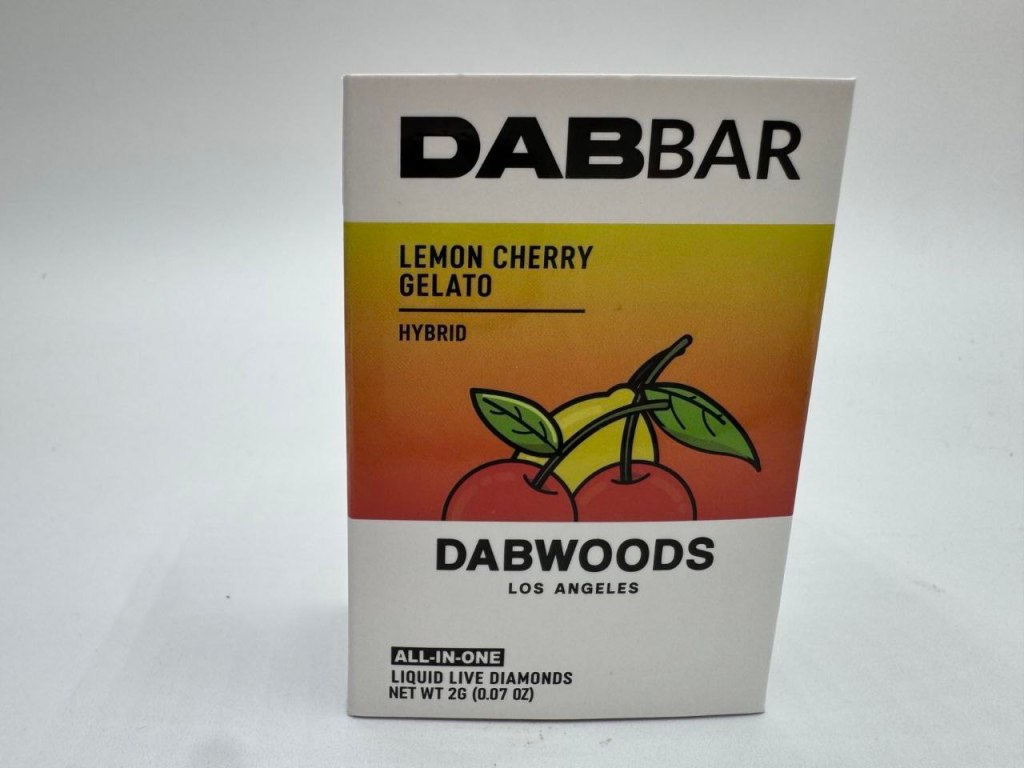 DABBAR
LEMON CHERRY
GELATO
HYBRID
DABWOODS
LOS ANGELES
ALL-IN-ONE
LIQUID LIVE DIAMONDS
NET WT 2G (0.07 OZ)